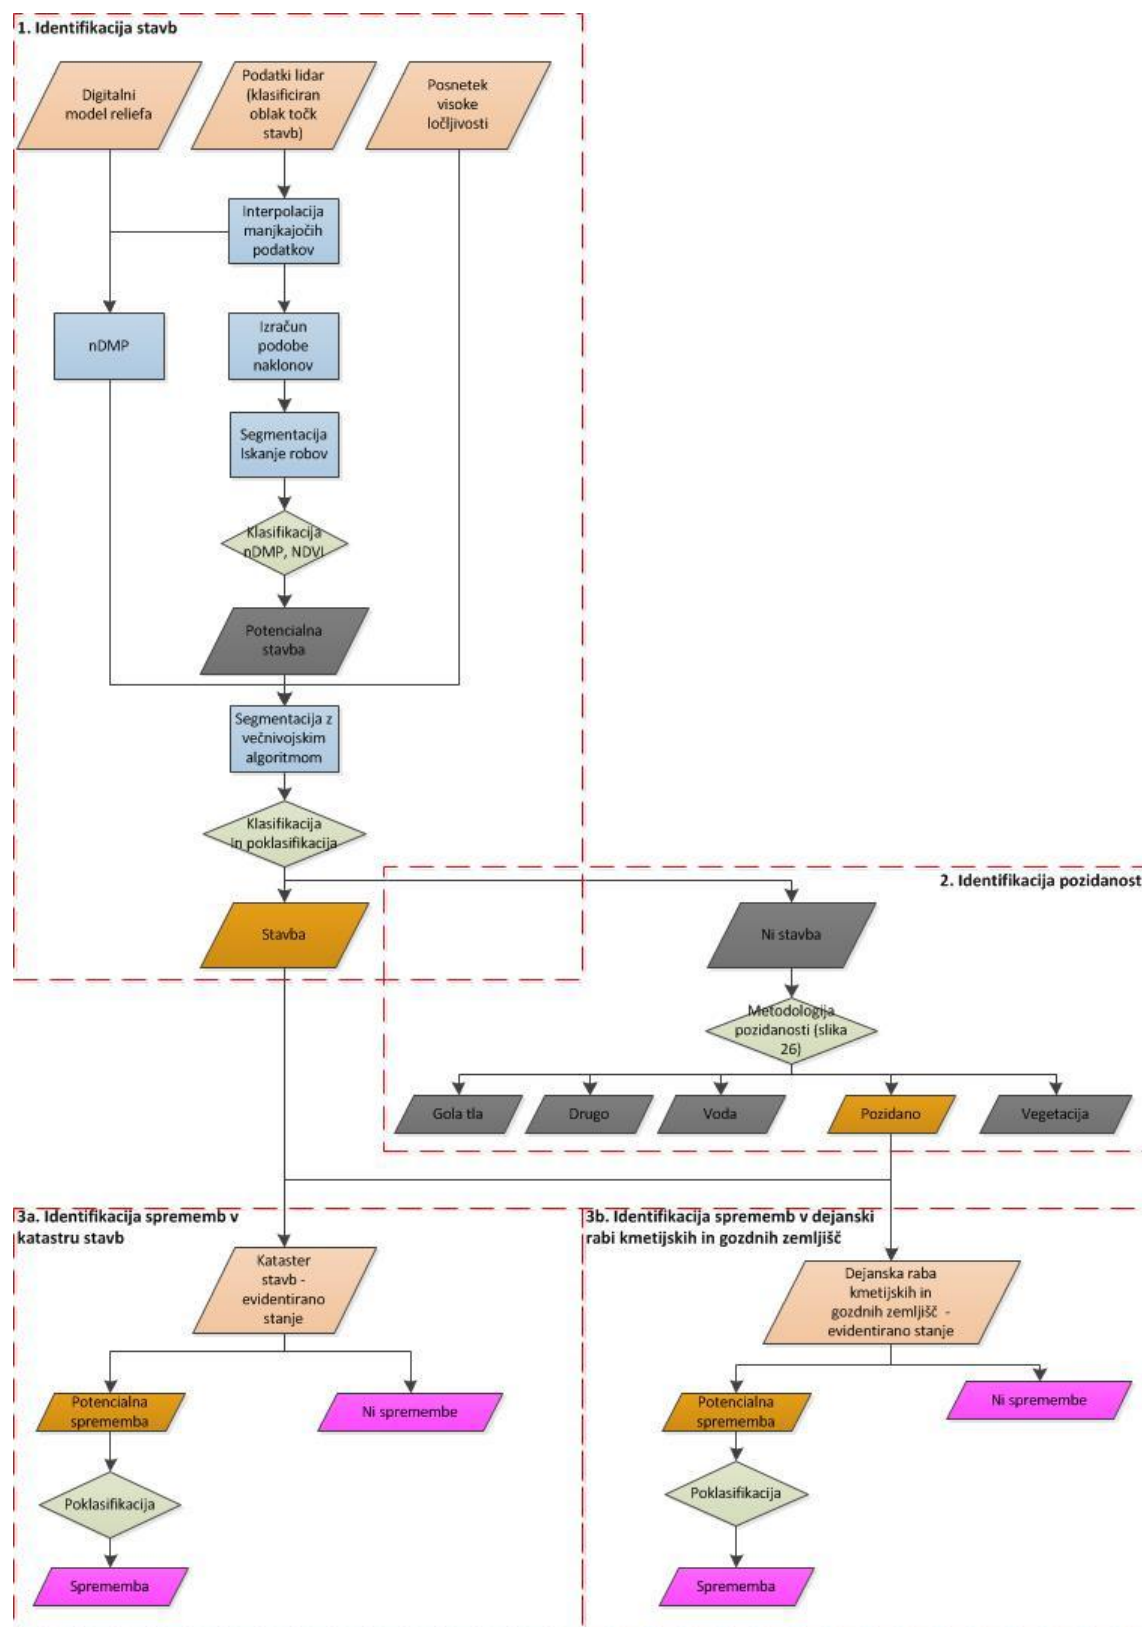 1. Identifikacija stavb
Digitalni
model reliefa
Podatki lidar
(klasificiran
oblak točk
stavb)
Posnetek
visoke
ločljivosti
Interpolacija
manjkajočih
podatkov
nDMP
Izračun
podobe
naklonov
Segmentacija
Iskanje robov
Klasifikacija
nDMP, NDVI
Potencialna
stavba
Segmentacija z
večnivojskim
algoritmom
Klasifikacija
in poklasifikacija
2. Identifikacija pozidanost
Stavba
Ni stavba
Metodologija
pozidanosti (slika
26)
Gola tla
Drugo
Voda
Pozidano
Vegetacija
3a. Identifikacija sprememb v
katastru stavb
Kataster
stavb -
evidentirano
stanje
Potencialna
sprememba
Ni spremembe
Poklasifikacija
Sprememba
3b. Identifikacija sprememb v dejanski
rabi kmetijskih in gozdnih zemljišč
Dejanska raba
kmetijskih in
gozdnih zemljišč -
evidentirano stanje
Potencialna
sprememba
Ni spremembe
Poklasifikacija
Sprememba